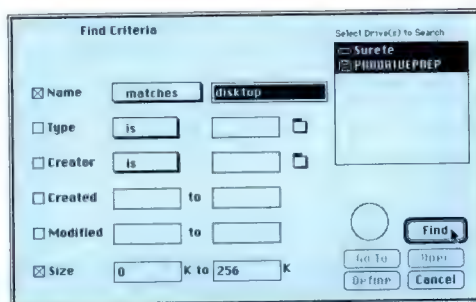 Find Criteria
Select Drive(s) to Search
Surete
Name matches disktop
Type is
Creator is
Created to
Modified to
Size 0 K to 256 K
Find
Go To
Define Cancel